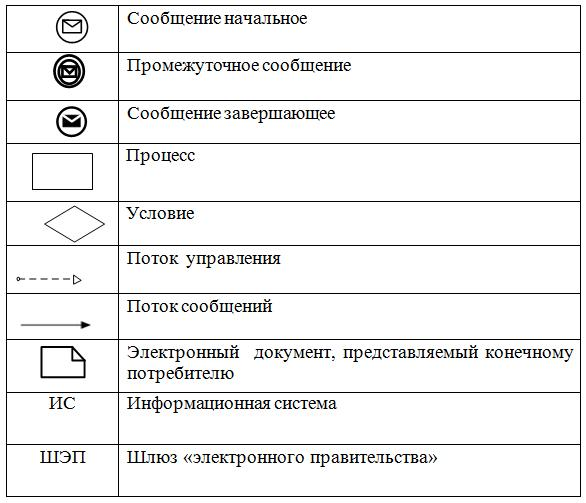 Сообщение начальное
Промежуточное сообщение
Сообщение завершающее
Процесс
Условие
Поток управления
Поток сообщений
Электронный документ, представляемый конечному
потребителю
ИС Информационная система
ШЭП Шлюз «электронного правительства»